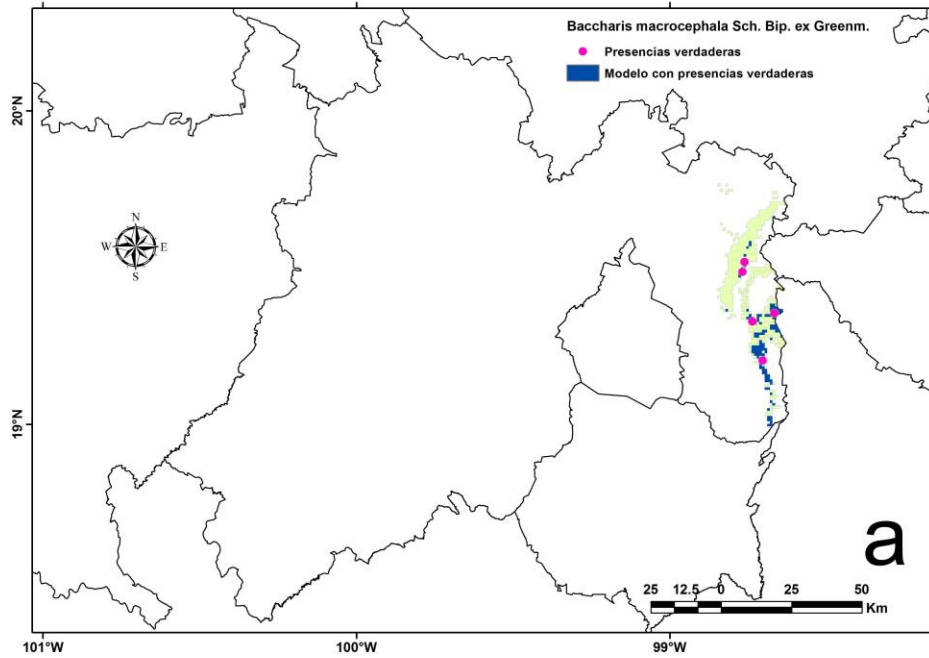 Baccharis macrocephala Sch. Bip. ex Greenm.
Presencias verdaderas
Modelo con presencias verdaderas
20°N
N
W E
S
19°N
a
25 12.5 0 25 50
Km
101°W 100°W 99°W